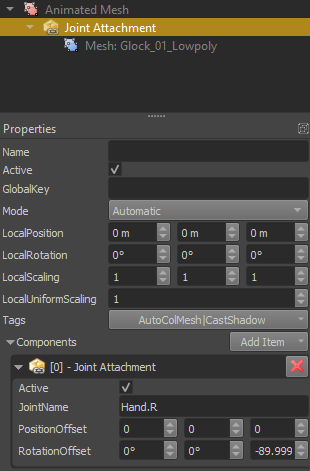 Animated Mesh
Joint Attachment
Mesh: Glock_01_Lowpoly
Properties
Name
Active
GlobalKey
Mode Automatic
LocalPosition 0 m 0 m 0 m
LocalRotation 0° 0° 0°
LocalScaling 1 1 1
LocalUniformScaling 1
Tags AutoColMesh|CastShadow
Components Add Item
[0] - Joint Attachment
Active
JointName Hand.R
PositionOffset 0 0 0
RotationOffset 0° 0° -89.999